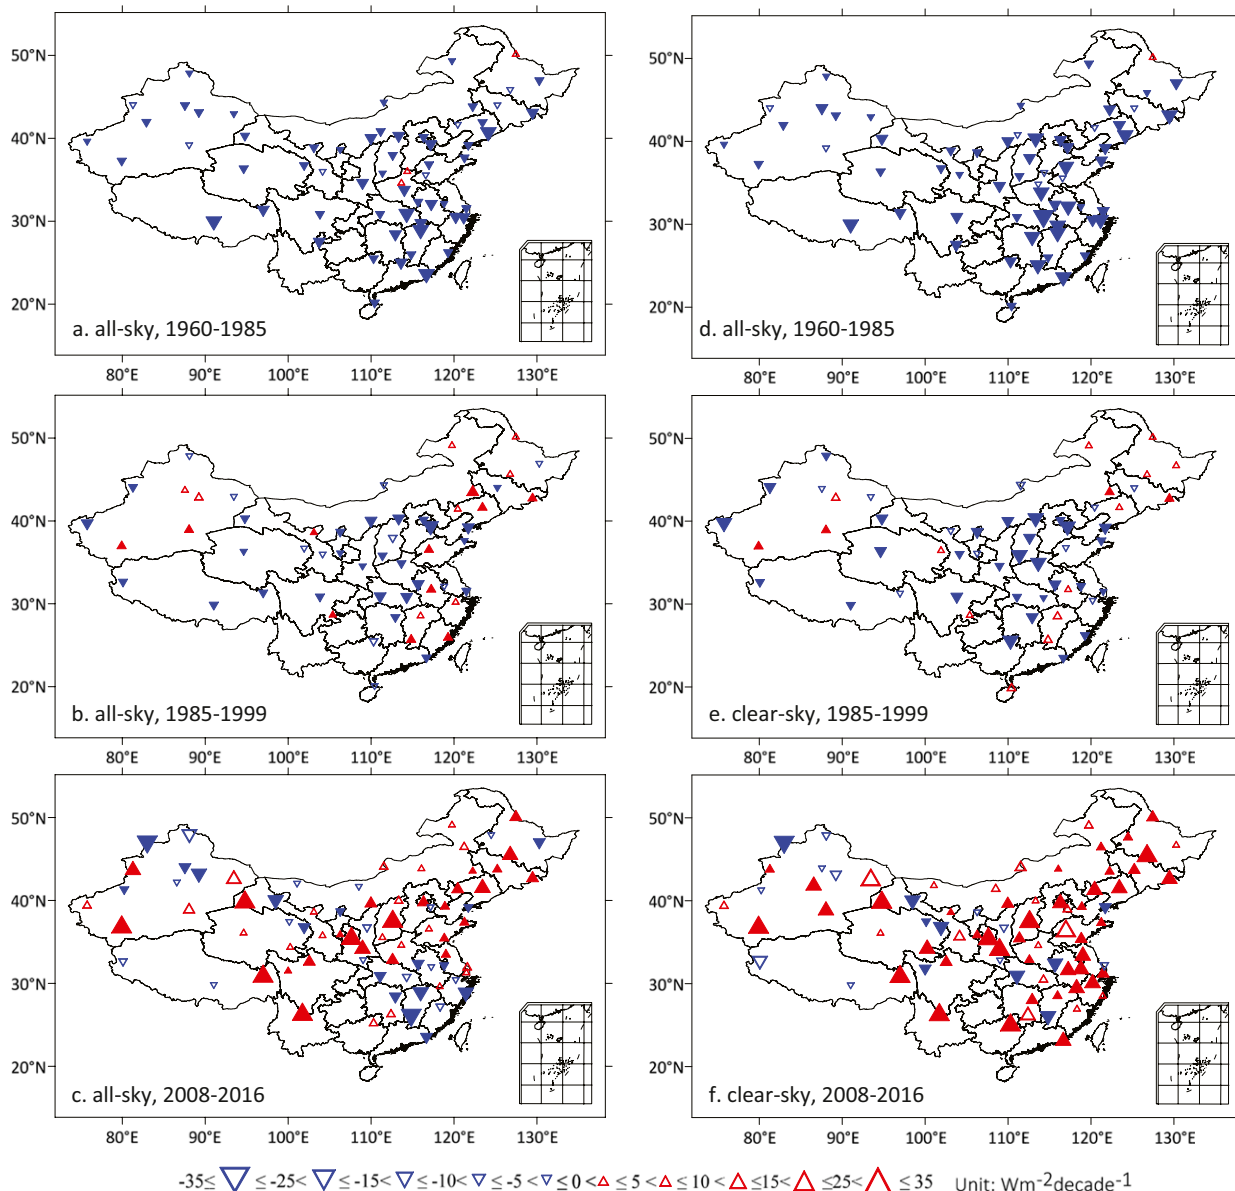 50°N
40°N
30°N
20°N
a. all-sky, 1960-1985
80°E 90°E 100°E 110°E 120°E 130°E
50°N
40°N
30°N
20°N
d. all-sky, 1960-1985
80°E 90°E 100°E 110°E 120°E 130°E
50°N
40°N
30°N
20°N
b. all-sky, 1985-1999
80°E 90°E 100°E 110°E 120°E 130°E
50°N
40°N
30°N
20°N
e. clear-sky, 1985-1999
80°E 90°E 100°E 110°E 120°E 130°E
50°N
40°N
30°N
20°N
c. all-sky, 2008-2016
80°E 90°E 100°E 110°E 120°E 130°E
50°N
40°N
30°N
20°N
f. clear-sky, 2008-2016
80°E 90°E 100°E 110°E 120°E 130°E
-35≤ ≤ -25< ≤ -15< ≤ -10< ≤ -5< ≤ 0 < ≤ 5 < ≤ 10 < ≤15< ≤25< ≤ 35 Unit: Wm⁻²decade⁻¹